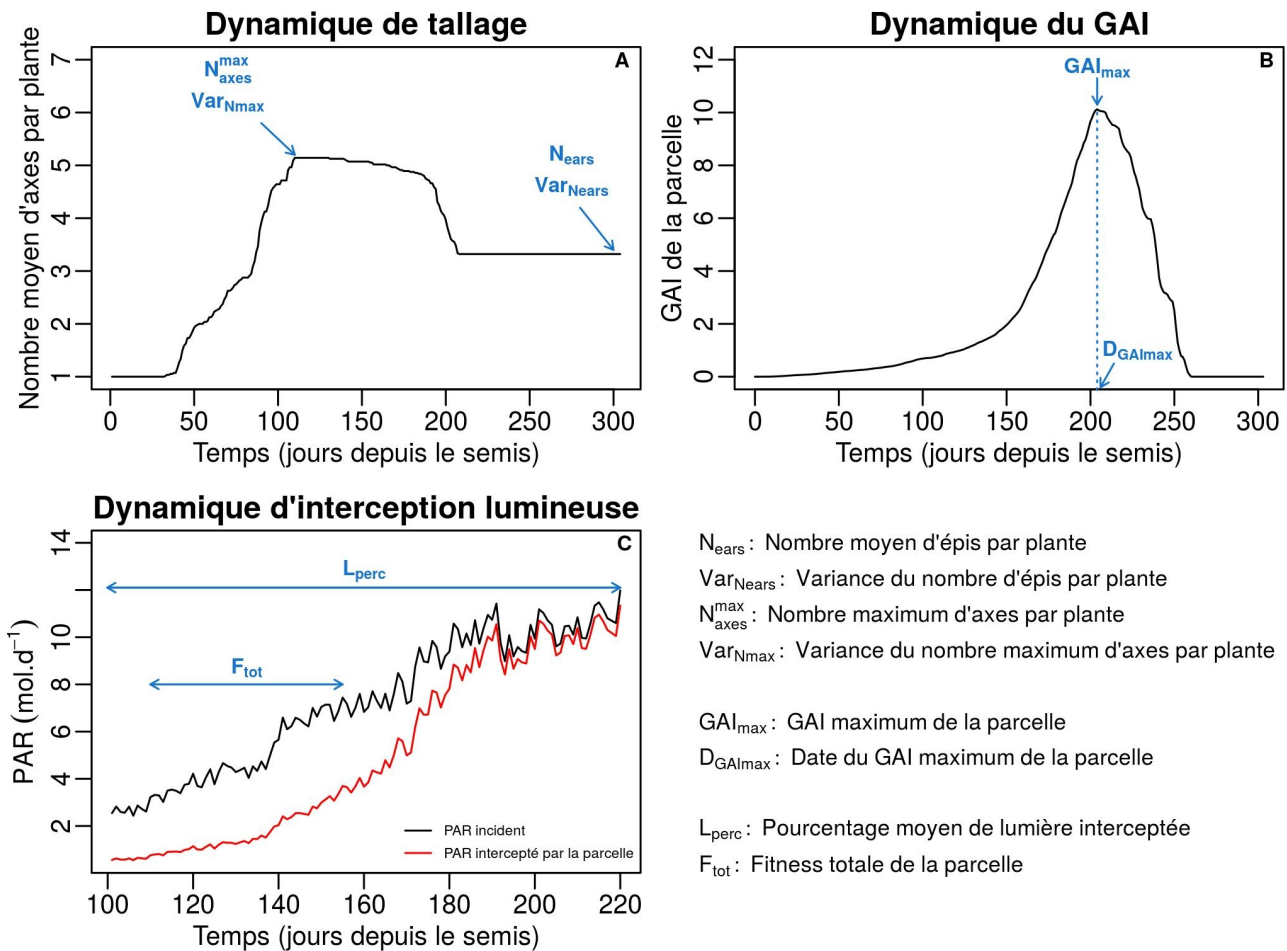 Dynamique de tallage
A
Nombre moyen d'axes par plante
7
6
5
4
3
2
1
N_axes^max
Var_Nmax
N_ears
Var_Nears
0 50 100 150 200 250 300
Temps (jours depuis le semis)
Dynamique du GAI
B
GAI de la parcelle
12
10
8
6
4
2
0
GAI_max
D_GAImax
0 50 100 150 200 250 300
Temps (jours depuis le semis)
Dynamique d'interception lumineuse
C
PAR (mol.d⁻¹)
14
10
8
6
4
2
L_perc
F_tot
PAR incident
PAR intercepté par la parcelle
100 120 140 160 180 200 220
Temps (jours depuis le semis)
N_ears : Nombre moyen d'épis par plante
Var_Nears : Variance du nombre d'épis par plante
N_axes^max : Nombre maximum d'axes par plante
Var_Nmax : Variance du nombre maximum d'axes par plante
GAI_max : GAI maximum de la parcelle
D_GAImax : Date du GAI maximum de la parcelle
L_perc : Pourcentage moyen de lumière interceptée
F_tot : Fitness totale de la parcelle